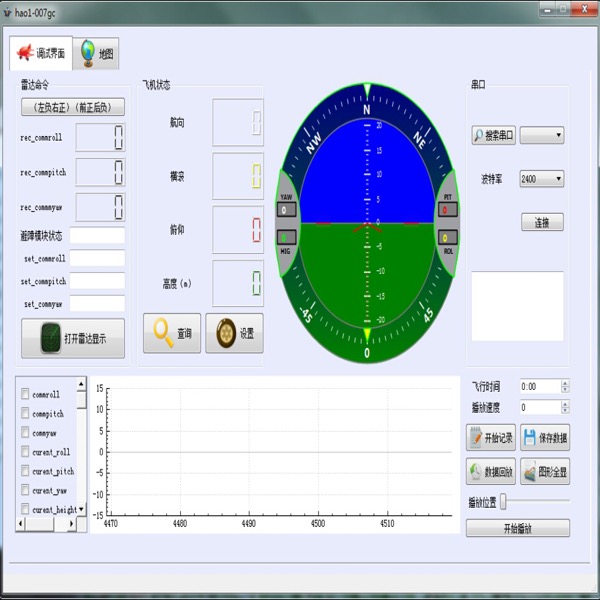 hao1-007gc
调试界面
地图
雷达命令
(左负右正)(前正后负)
rec_commroll
0
rec_commpitch
0
rec_commyaw
0
避障模块状态
set_commroll
set_commpitch
set_commyaw
打开雷达显示
飞机状态
航向
0
横滚
0
俯仰
0
高度(m)
0
查询
设置
N
NW
NE
20
15
10
5
0
-5
-10
-15
-20
YAW
0
HIG
0
PIT
0
ROL
0
-45
45
0
串口
搜索串口
波特率
2400
连接
commroll
commpitch
commyaw
curent_roll
curent_pitch
curent_yaw
curent_height
15
10
5
0
-5
-10
-15
4470
4480
4490
4500
4510
飞行时间
0:00
播放速度
0
开始记录
保存数据
数据回放
图形全显
播放位置
开始播放